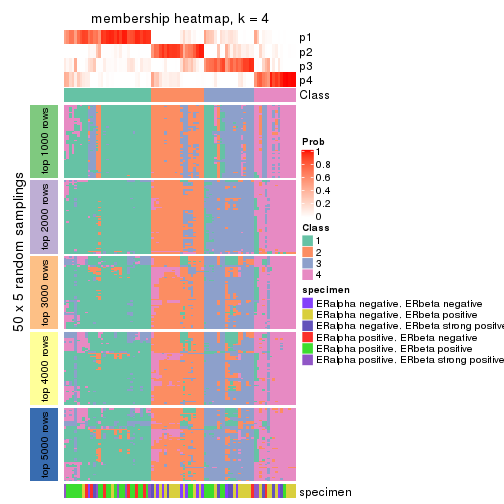 membership heatmap, k = 4
p1
p2
p3
p4
Class
50 x 5 random samplings
top 1000 rows
top 2000 rows
top 3000 rows
top 4000 rows
top 5000 rows
specimen
Prob
1
0.8
0.6
0.4
0.2
0
Class
1
2
3
4
specimen
ERalpha negative. ERbeta negative
ERalpha negative. ERbeta positive
ERalpha negative. ERbeta strong positive
ERalpha positive. ERbeta negative
ERalpha positive. ERbeta positive
ERalpha positive. ERbeta strong positive